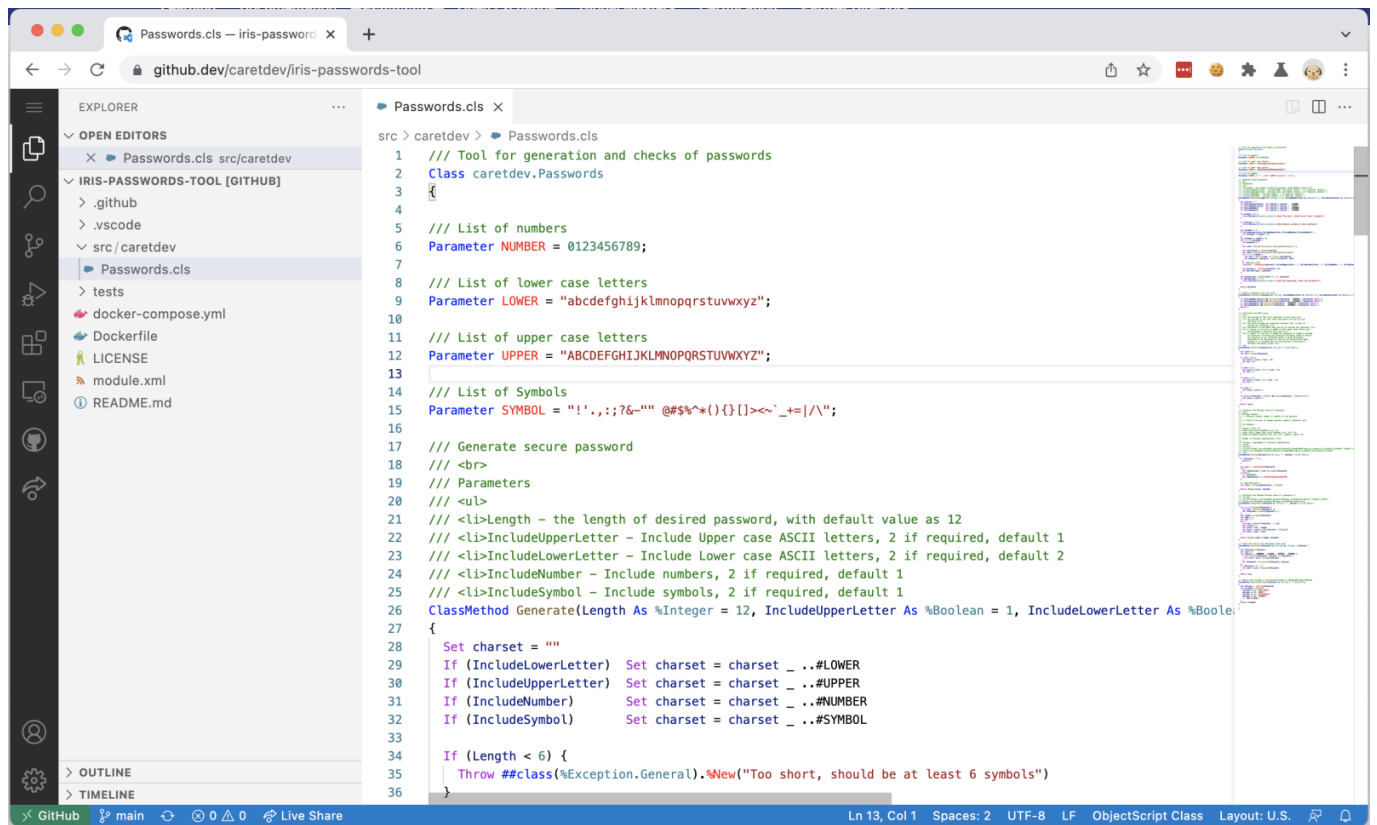 Passwords.cls — iris-password
github.dev/caretdev/iris-passwords-tool
EXPLORER
OPEN EDITORS
Passwords.cls src/caretdev
IRIS-PASSWORDS-TOOL [GITHUB]
.github
.vscode
src/caretdev
Passwords.cls
tests
docker-compose.yml
Dockerfile
LICENSE
module.xml
README.md
OUTLINE
TIMELINE
Passwords.cls
src > caretdev > Passwords.cls
1 /// Tool for generation and checks of passwords
2 Class caretdev.Passwords
3 {
4
5 /// List of numbers
6 Parameter NUMBER = 0123456789;
7
8 /// List of lower case letters
9 Parameter LOWER = "abcdefghijklmnopqrstuvwxyz";
10
11 /// List of upper case letters
12 Parameter UPPER = "ABCDEFGHIJKLMNOPQRSTUVWXYZ";
13
14 /// List of Symbols
15 Parameter SYMBOL = "!'.,:;?&-"" @#$%^*(){}[]><~`_+=|/\";
16
17 /// Generate secure password
18 /// <br>
19 /// Parameters
20 /// <ul>
21 /// <li>Length - the length of desired password, with default value as 12
22 /// <li>IncludeUpperLetter - Include Upper case ASCII letters, 2 if required, default 1
23 /// <li>IncludeLowerLetter - Include Lower case ASCII letters, 2 if required, default 2
24 /// <li>IncludeNumber - Include numbers, 2 if required, default 1
25 /// <li>IncludeSymbol - Include symbols, 2 if required, default 1
26 ClassMethod Generate(Length As %Integer = 12, IncludeUpperLetter As %Boolean = 1, IncludeLowerLetter As %Boole
27 {
28 Set charset = ""
29 If (IncludeLowerLetter) Set charset = charset _ ..#LOWER
30 If (IncludeUpperLetter) Set charset = charset _ ..#UPPER
31 If (IncludeNumber) Set charset = charset _ ..#NUMBER
32 If (IncludeSymbol) Set charset = charset _ ..#SYMBOL
33
34 If (Length < 6) {
35 Throw ##class(%Exception.General).%New("Too short, should be at least 6 symbols")
36 }
GitHub main 0 0 Live Share Ln 13, Col 1 Spaces: 2 UTF-8 LF ObjectScript Class Layout: U.S.